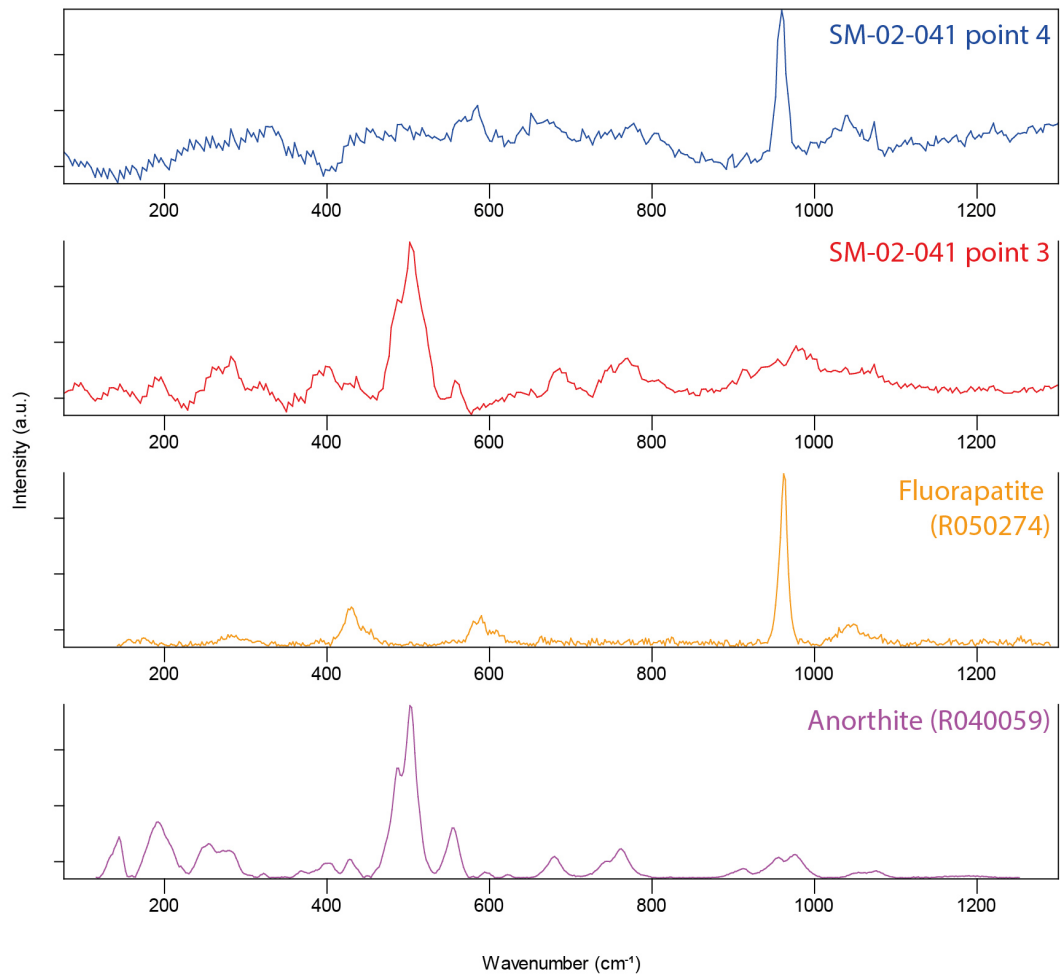 SM-02-041 point 4
200 400 600 800 1000 1200
SM-02-041 point 3
200 400 600 800 1000 1200
Intensity (a.u.)
Fluorapatite
(R050274)
200 400 600 800 1000 1200
Anorthite (R040059)
200 400 600 800 1000 1200
Wavenumber (cm⁻¹)